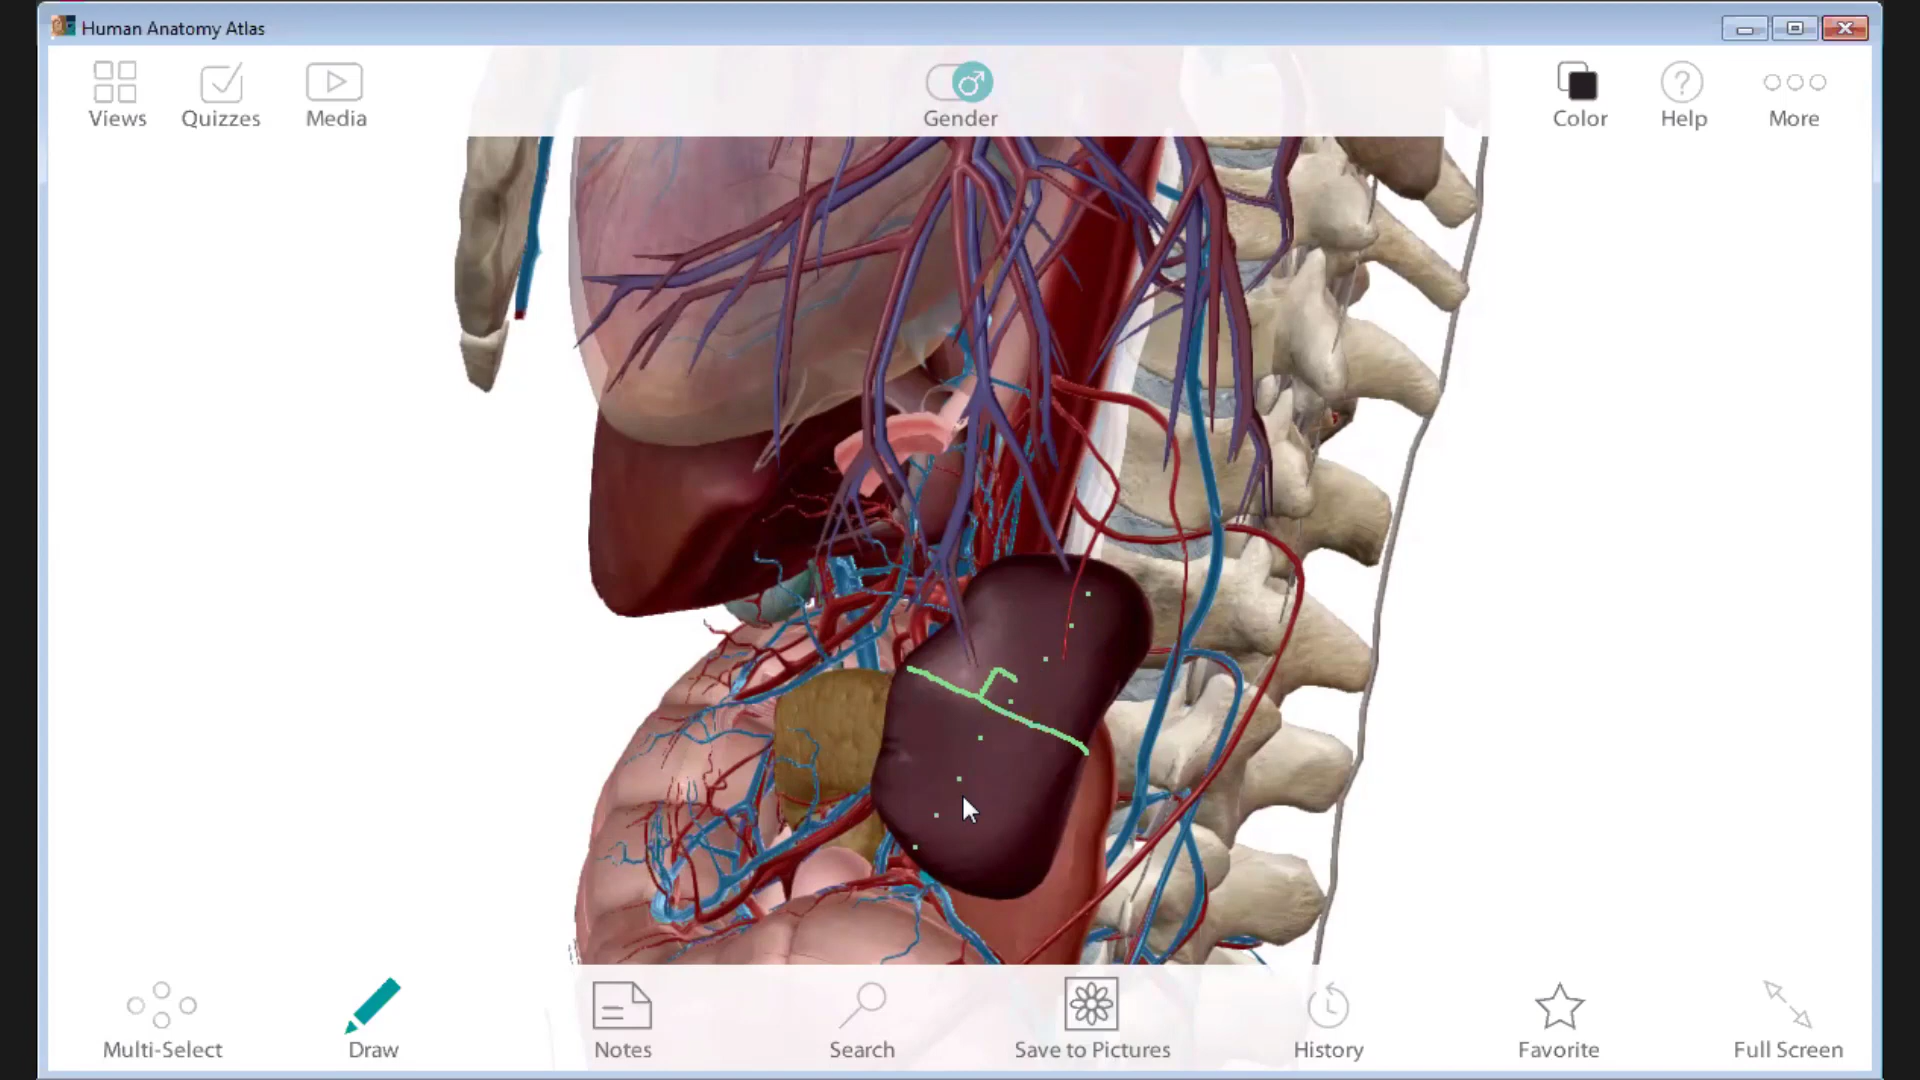 Human Anatomy Atlas
Views
Quizzes
Media
Gender
Color
Help
More
Multi-Select
Draw
Notes
Search
Save to Pictures
History
Favorite
Full Screen